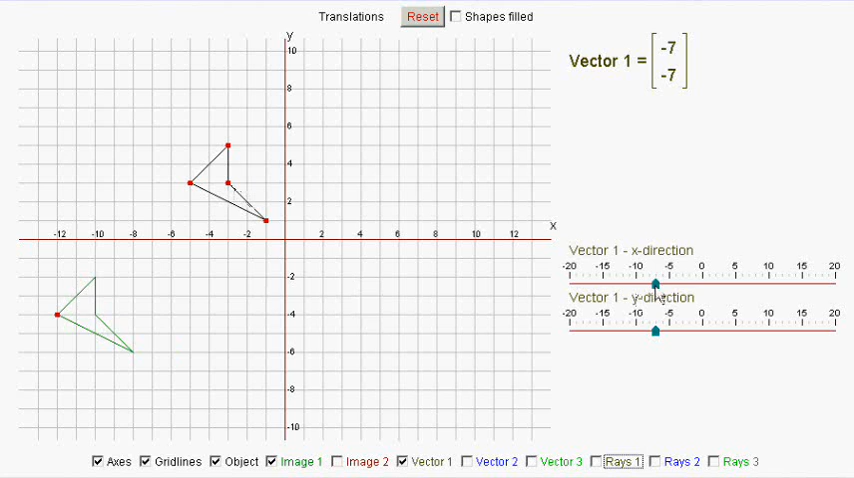 Translations Reset Shapes filled
y
10
8
6
4
2
-12 -10 -8 -6 -4 -2 2 4 6 8 10 12 x
-2
-4
-6
-8
-10
Vector 1 = -7
-7
Vector 1 - x-direction
-20 -15 -10 -5 0 5 10 15 20
Vector 1 - y-direction
-20 -15 -10 -5 0 5 10 15 20
Axes Gridlines Object Image 1 Image 2 Vector 1 Vector 2 Vector 3 Rays 1 Rays 2 Rays 3